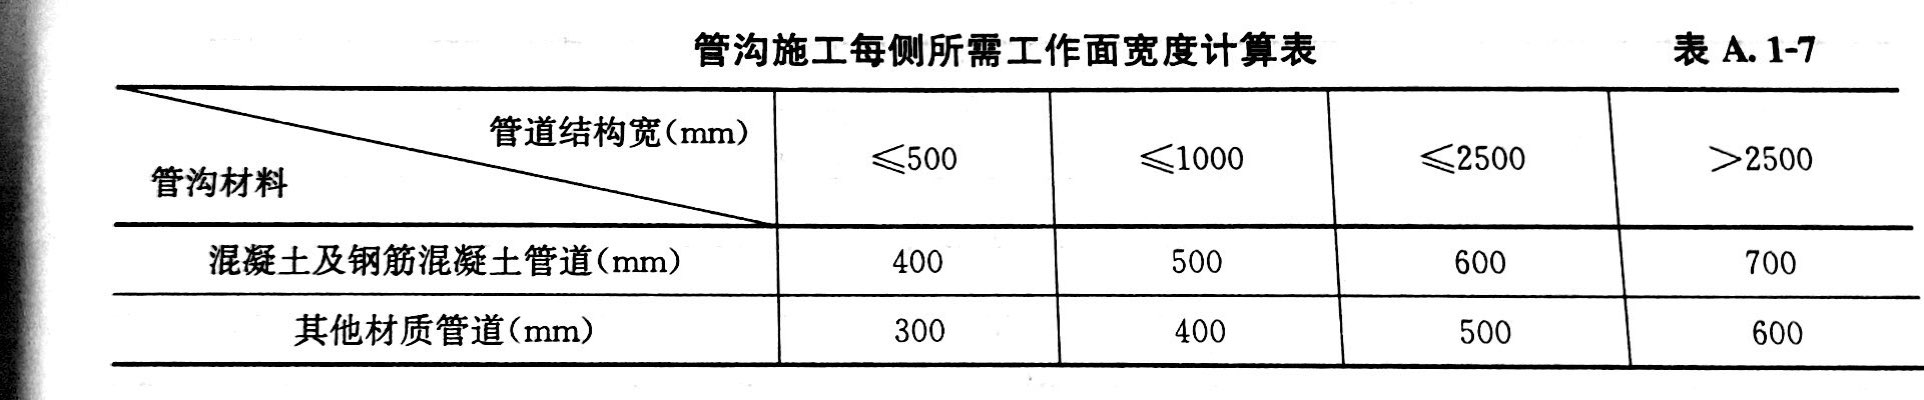 管沟施工每侧所需工作面宽度计算表 表 A. 1-7
管道结构宽(mm)
管沟材料
≤500 ≤1000 ≤2500 >2500
混凝土及钢筋混凝土管道(mm) 400 500 600 700
其他材质管道(mm) 300 400 500 600